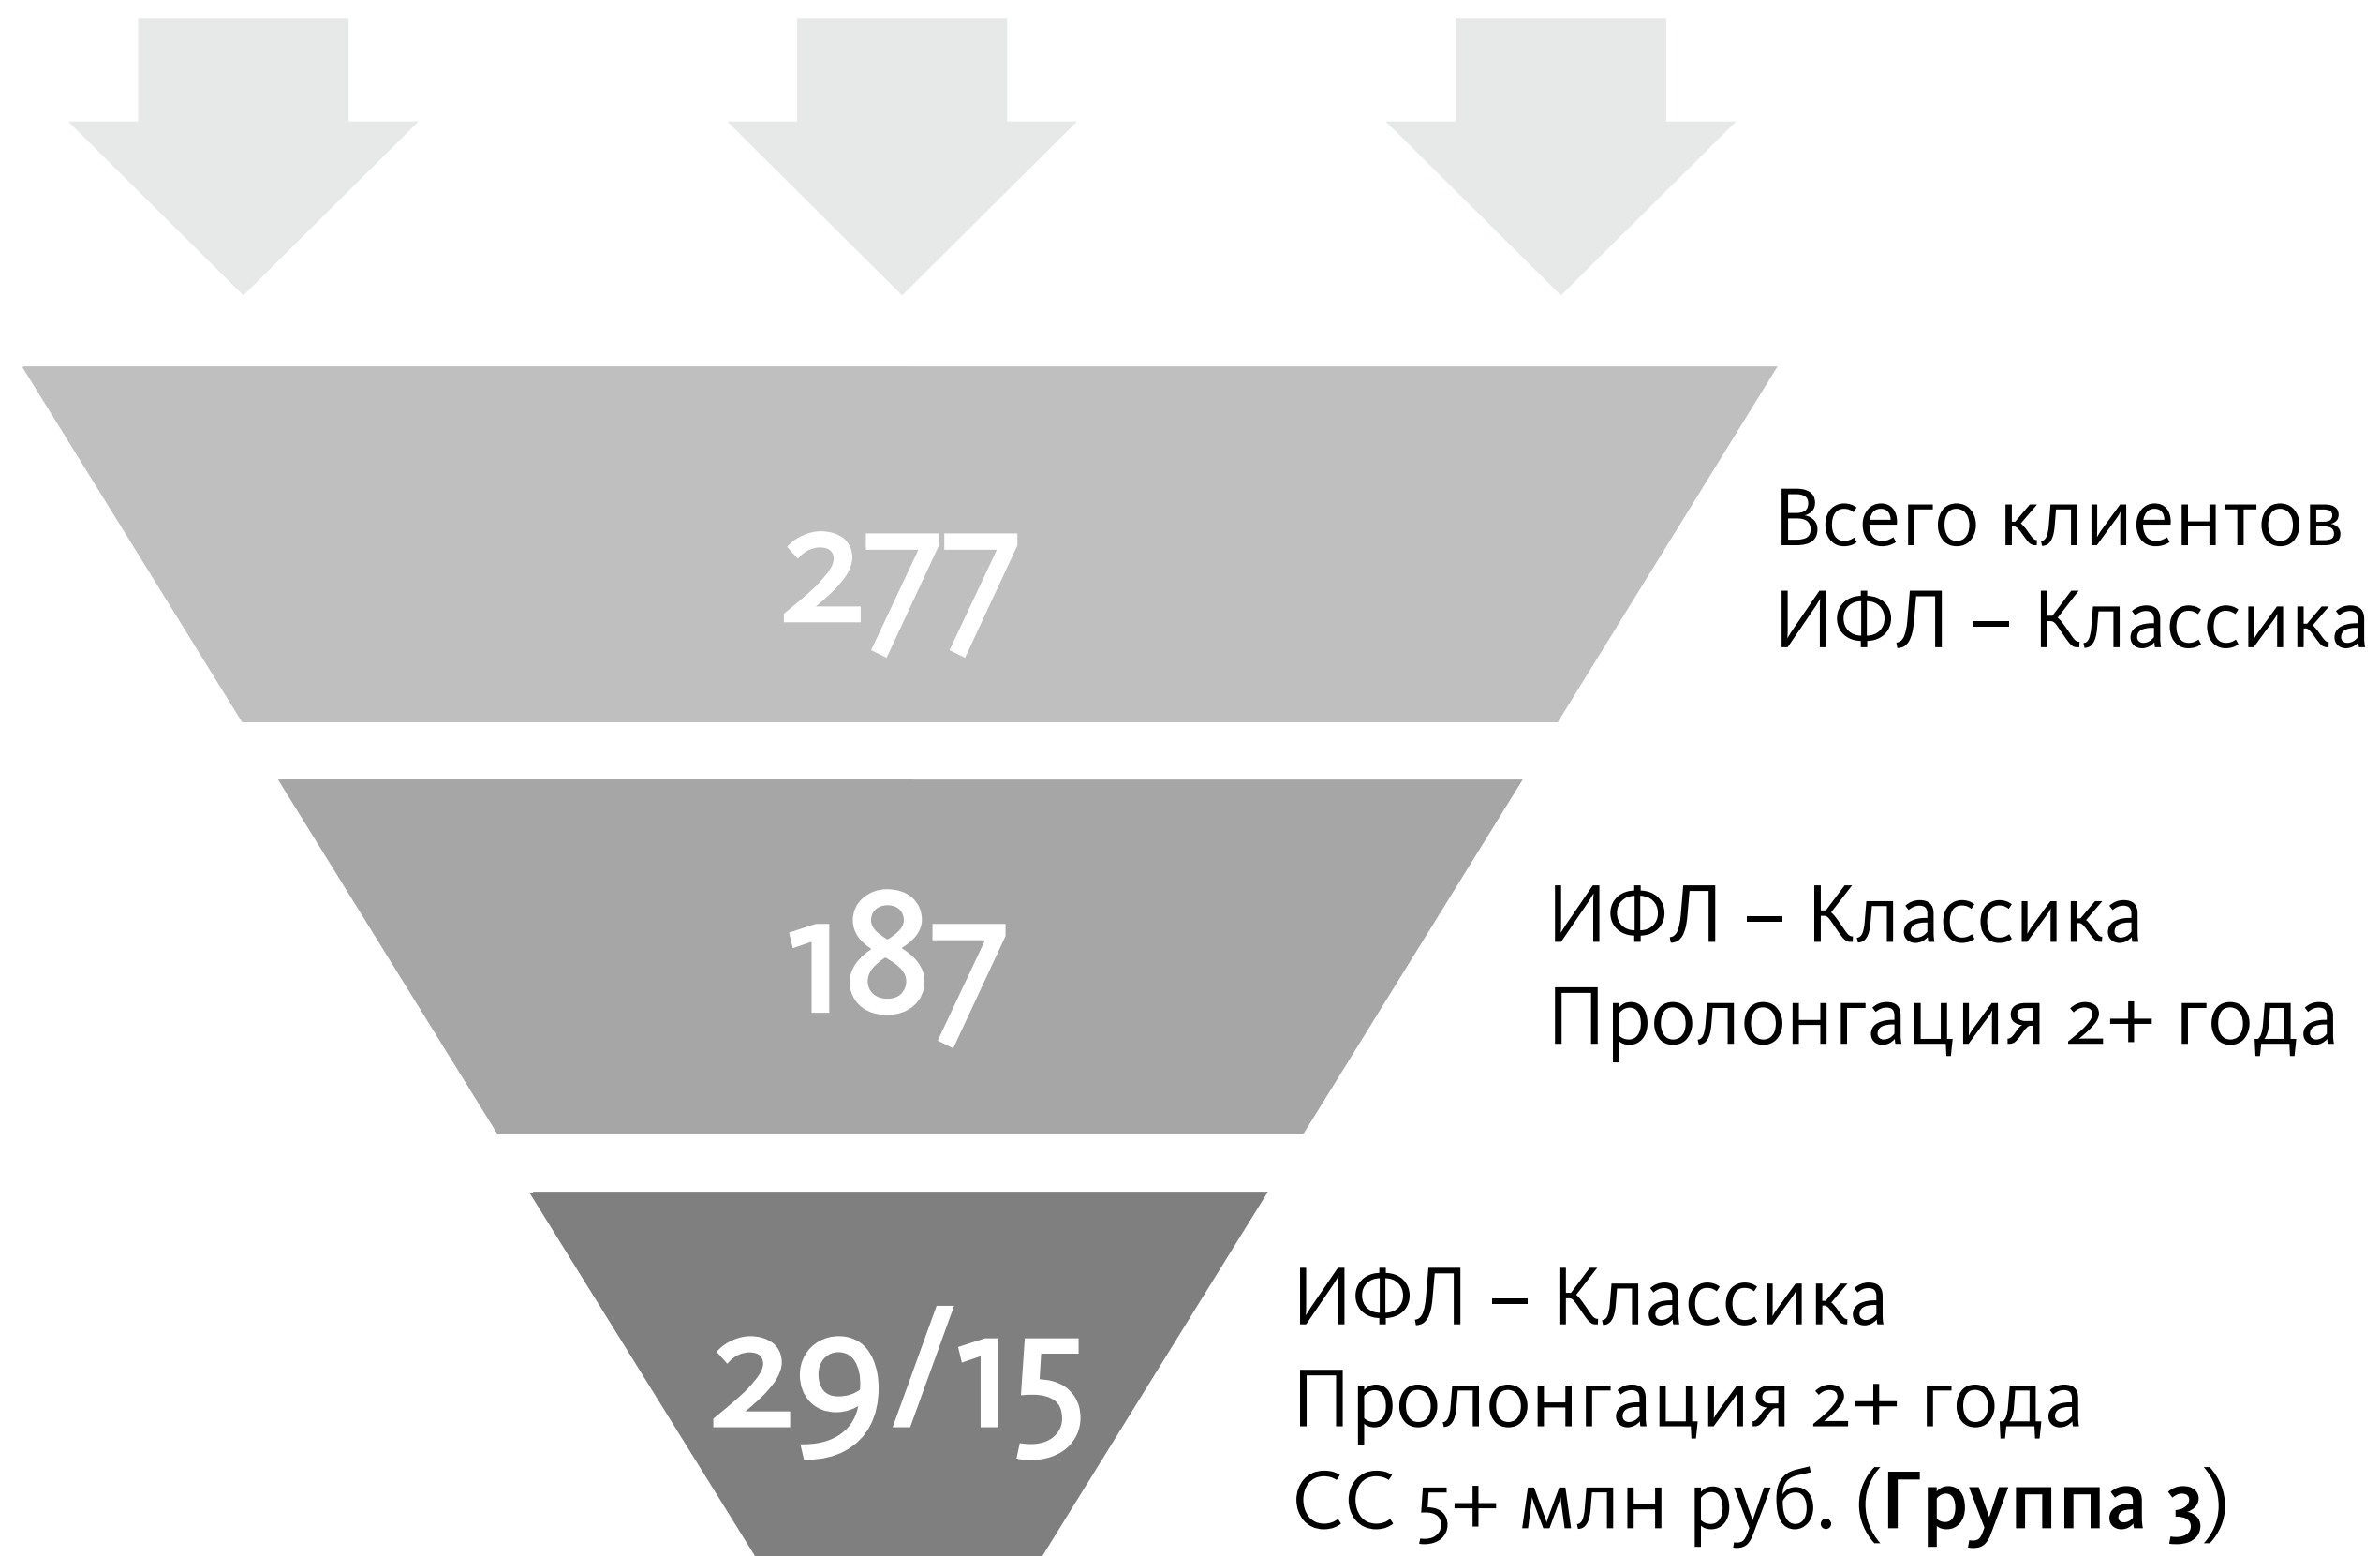 277
Всего клиентов
ИФЛ – Классика
187
ИФЛ – Классика
Пролонгация 2+ года
29/15
ИФЛ – Классика
Пролонгация 2+ года
СС 5+ млн руб. (Группа 3)